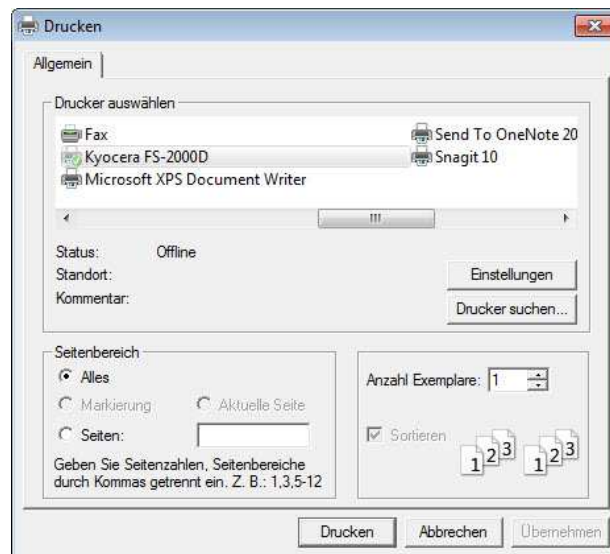 Drucken
Allgemein
Drucker auswählen
Fax
Send To OneNote 20
Kyocera FS-2000D
Snagit 10
Microsoft XPS Document Writer
Status: Offline
Standort:
Einstellungen
Kommentar:
Drucker suchen...
Seitenbereich
Alles
Markierung
Aktuelle Seite
Seiten:
Geben Sie Seitenzahlen, Seitenbereiche
durch Kommas getrennt ein. Z. B.: 1,3,5-12
Anzahl Exemplare: 1
Sortieren
1 2 3 1 2 3
Drucken
Abbrechen
Übernehmen